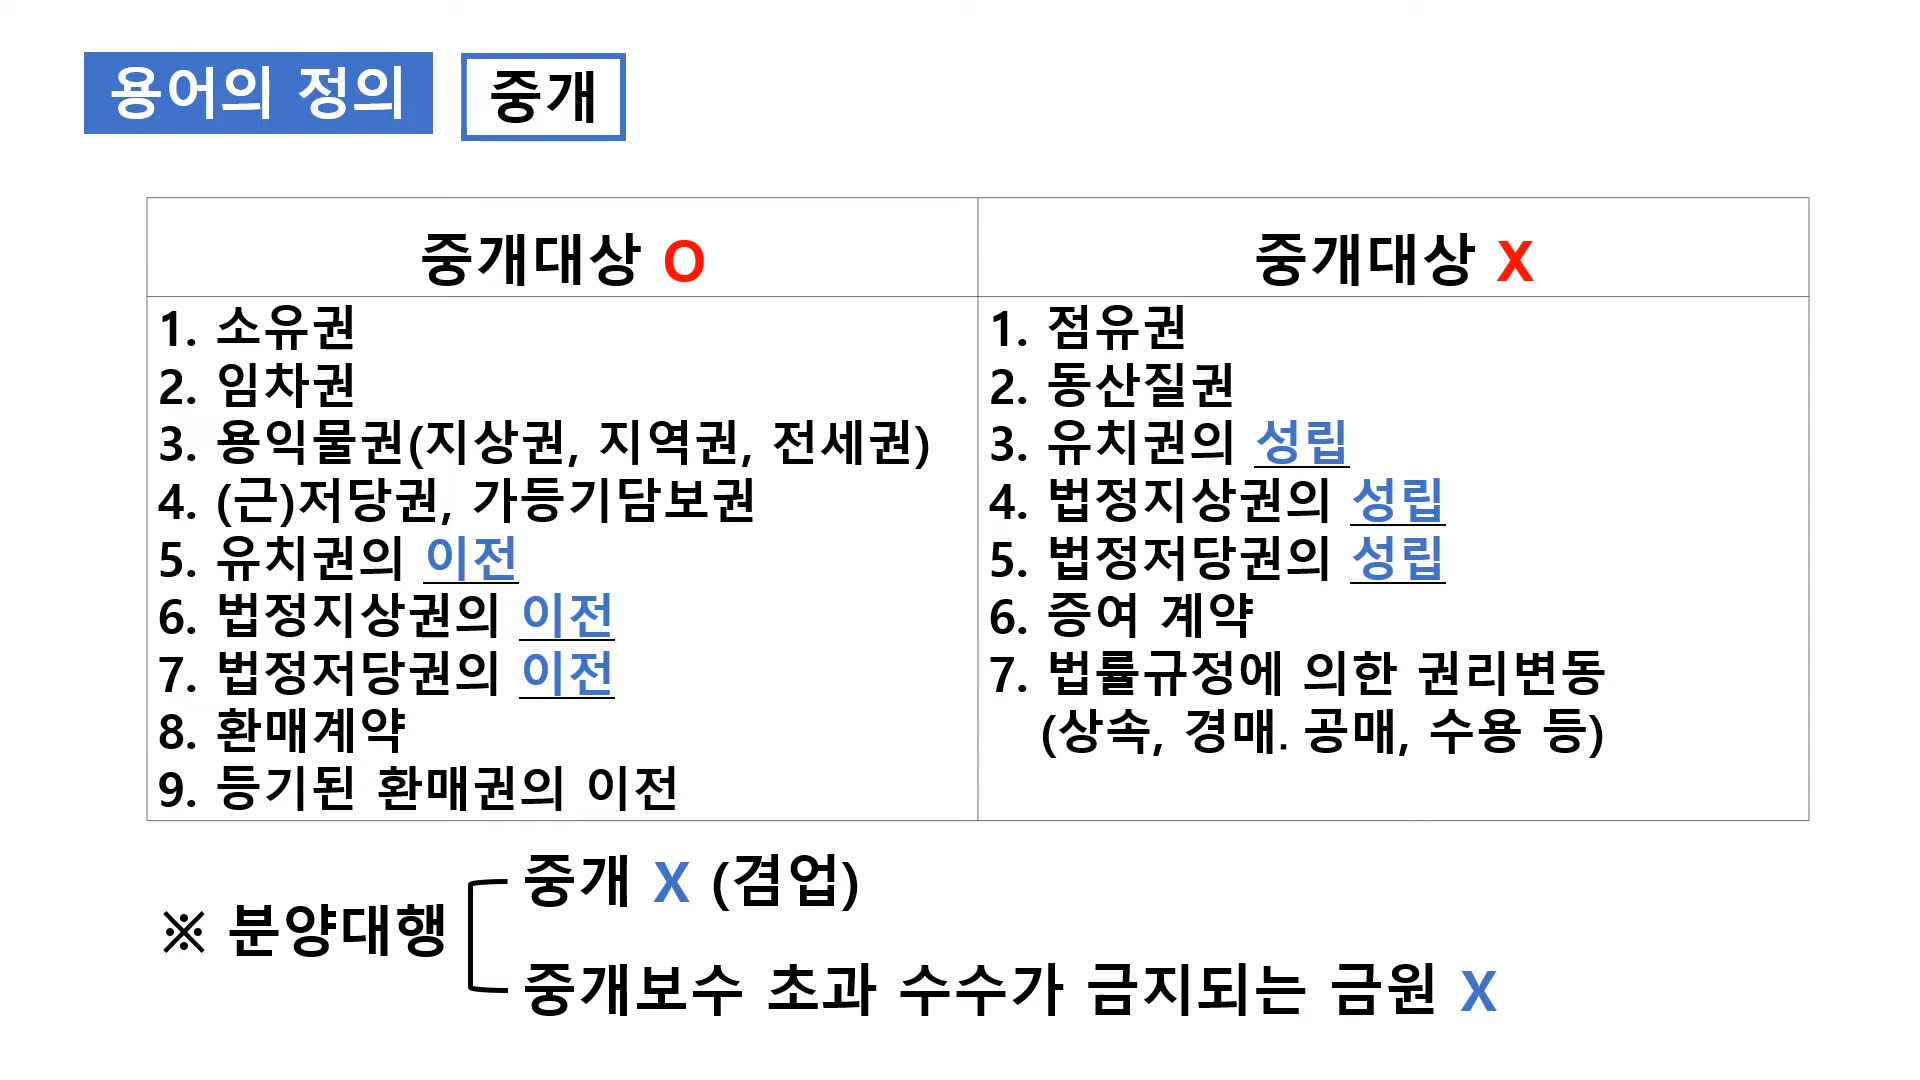 용어의 정의 중개
중개대상 O
1. 소유권
2. 임차권
3. 용익물권(지상권, 지역권, 전세권)
4. (근)저당권, 가등기담보권
5. 유치권의 이전
6. 법정지상권의 이전
7. 법정저당권의 이전
8. 환매계약
9. 등기된 환매권의 이전
중개대상 X
1. 점유권
2. 동산질권
3. 유치권의 성립
4. 법정지상권의 성립
5. 법정저당권의 성립
6. 증여 계약
7. 법률규정에 의한 권리변동
(상속, 경매. 공매, 수용 등)
※ 분양대행
중개 X (겸업)
중개보수 초과 수수가 금지되는 금원 X